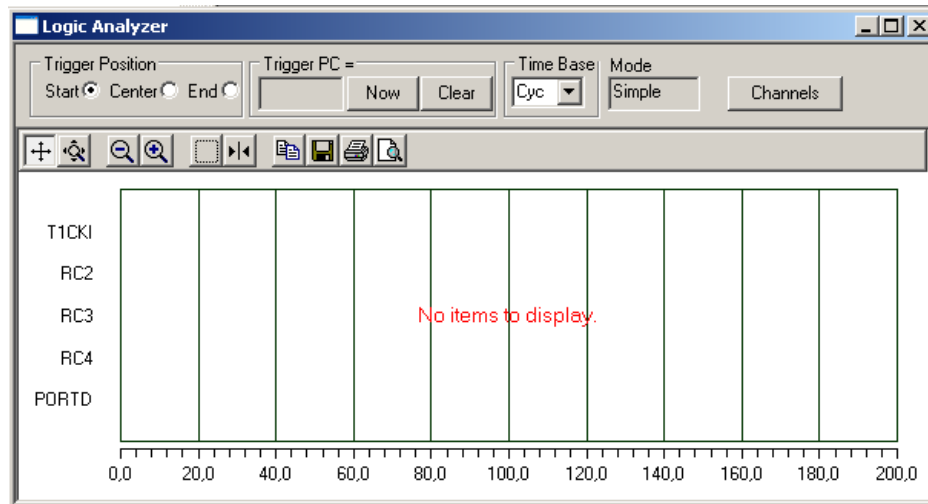 Logic Analyzer
Trigger Position
Start Center End
Trigger PC =
Now Clear
Time Base
Cyc
Mode
Simple
Channels
T1CKI
RC2
RC3
No items to display.
RC4
PORTD
0,0 20,0 40,0 60,0 80,0 100,0 120,0 140,0 160,0 180,0 200,0